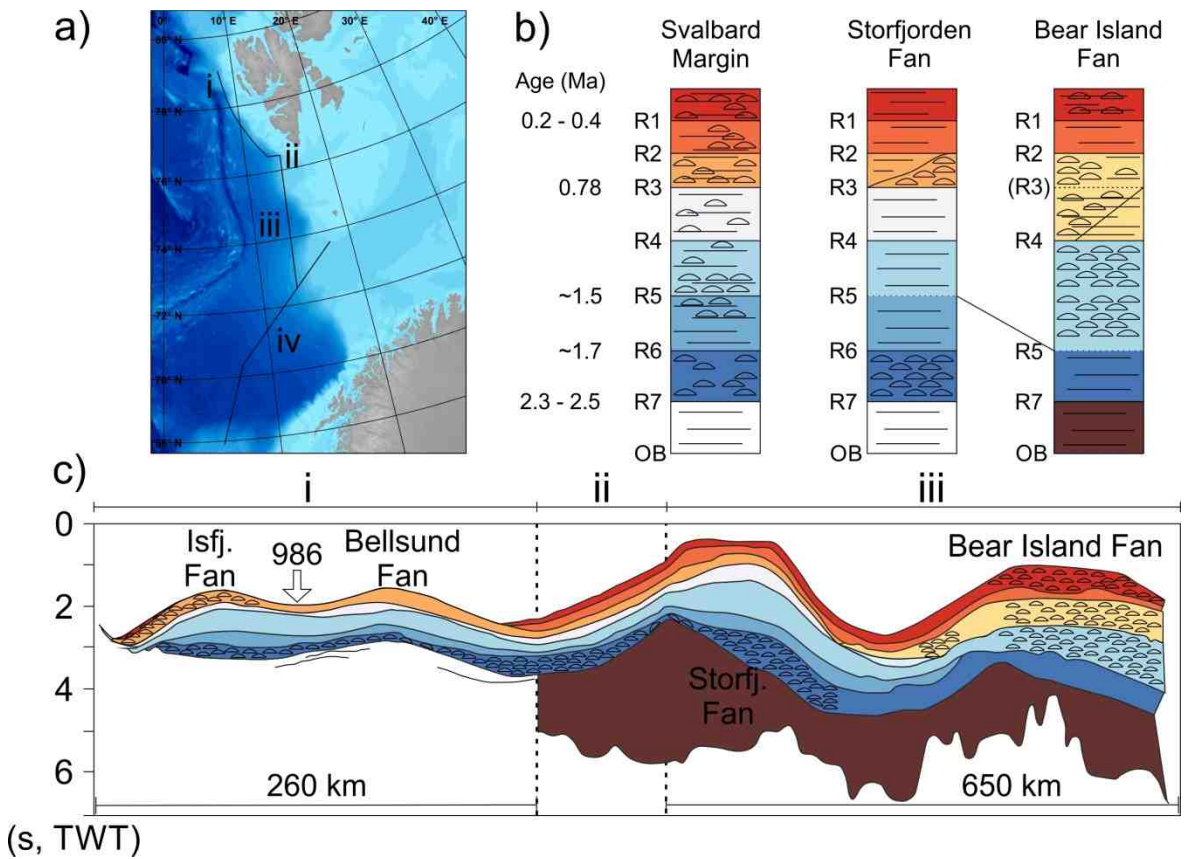 a)
0° 10°E 20°E 30°E 40°E
80° N
78° N
76° N
74° N
72° N
70° N
68° N
i
ii
iii
iv
b)
Svalbard
Margin
Storfjorden
Fan
Bear Island
Fan
Age (Ma)
0.2 - 0.4 R1 R1 R1
R2 R2 R2
0.78 R3 R3 (R3)
R4 R4 R4
~1.5 R5 R5
~1.7 R6 R6 R5
2.3 - 2.5 R7 R7 R7
OB OB OB
c)
i ii iii
0
2
4
6
(s, TWT)
Isfj.
Fan
986
Bellsund
Fan
Bear Island Fan
Storfj.
Fan
260 km
650 km